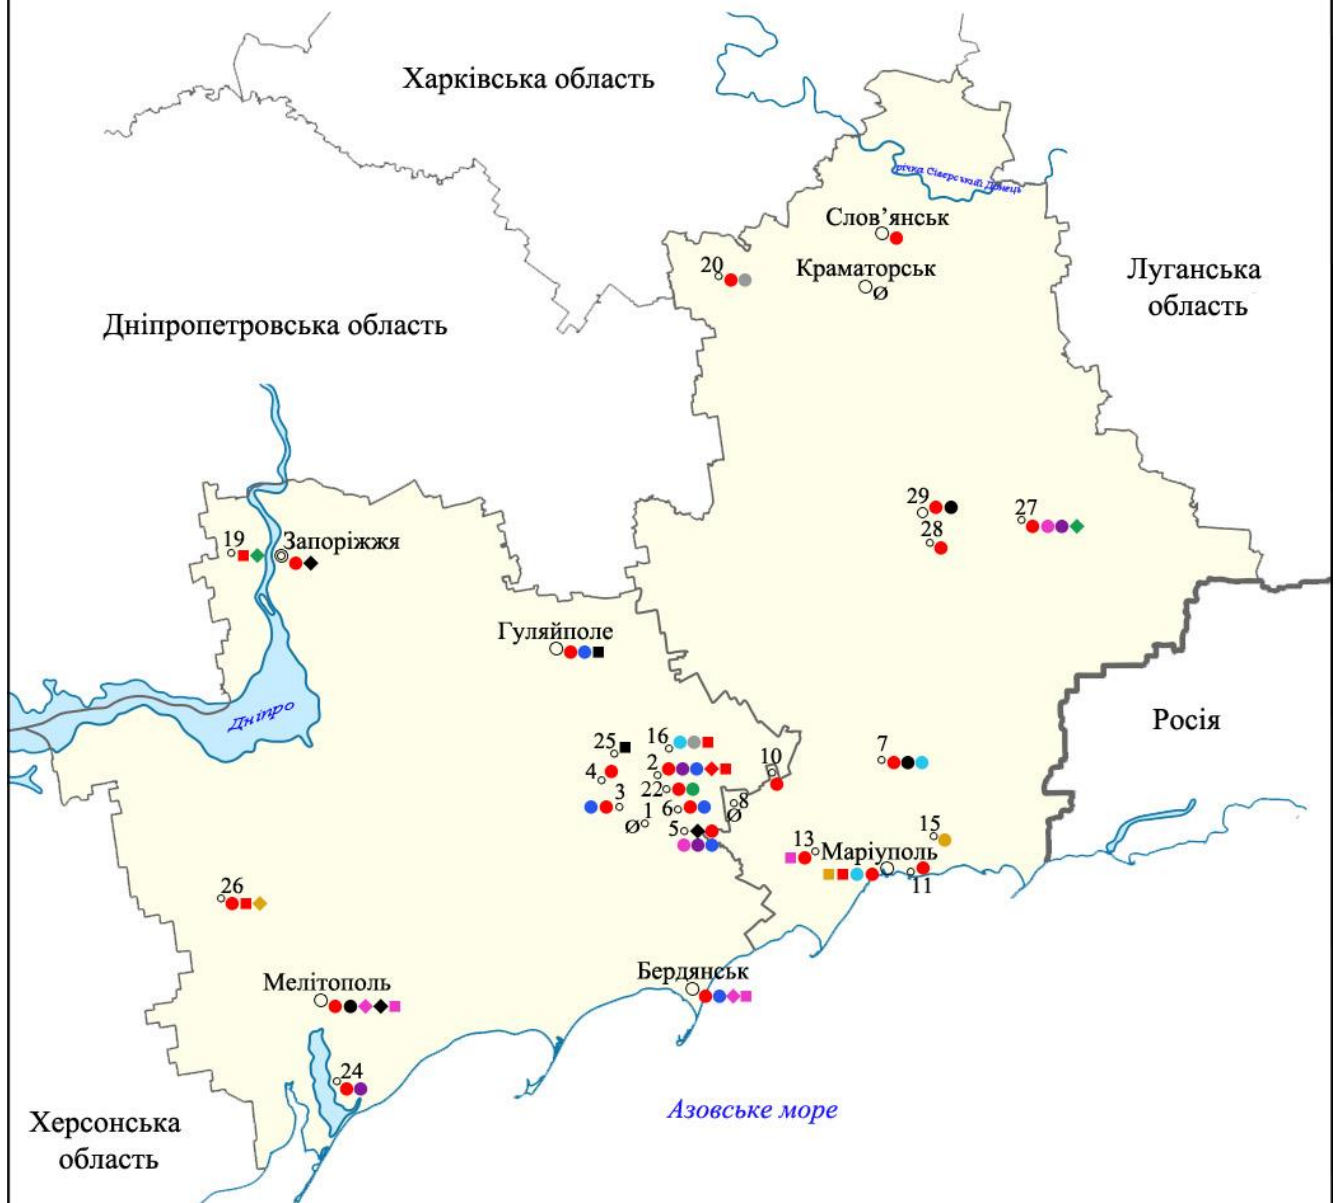 Харківська область
річка Сіверський Донець
Слов’янськ
20
Краматорськ
Ø
Луганська
область
Дніпропетровська область
29
27
28
19
Запоріжжя
Гуляйполе
Дніпро
Росія
25
16
4
2
10
7
22
3
6
8
1
Ø
Ø
5
15
13
Маріуполь
11
26
Мелітополь
Бердянськ
24
Азовське море
Херсонська
область